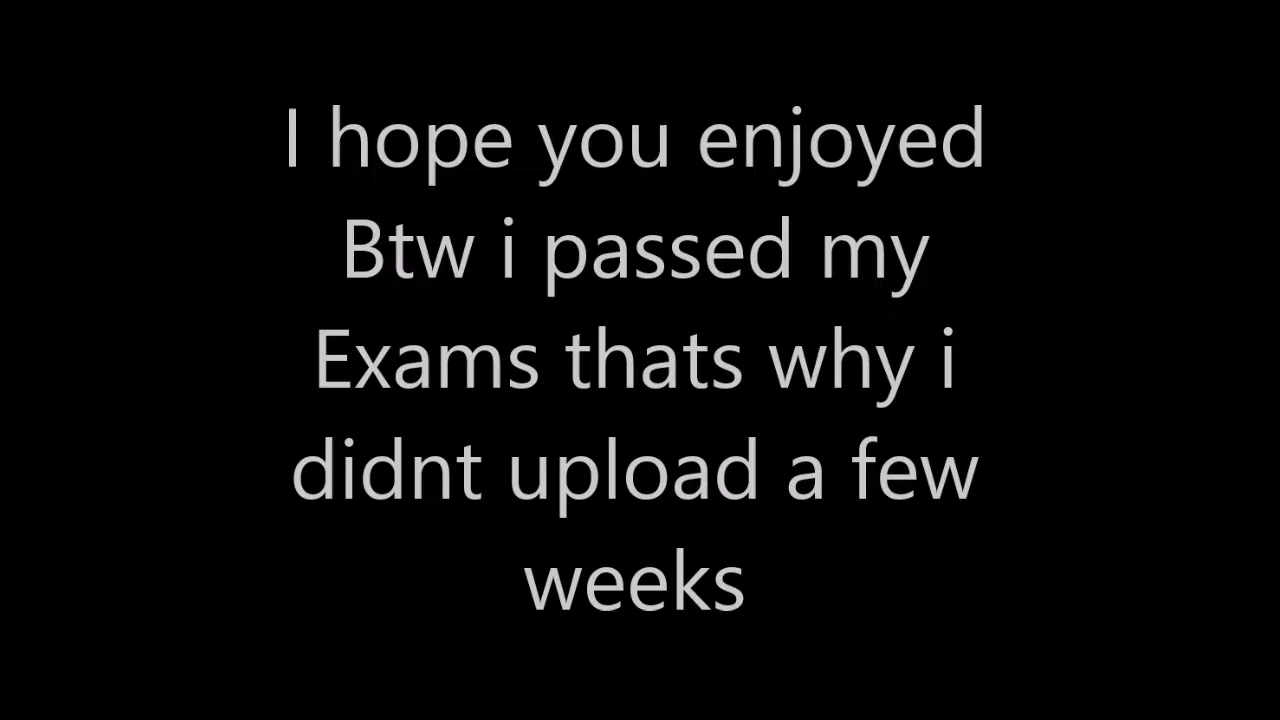 I hope you enjoyed
Btw i passed my
Exams thats why i
didnt upload a few
weeks